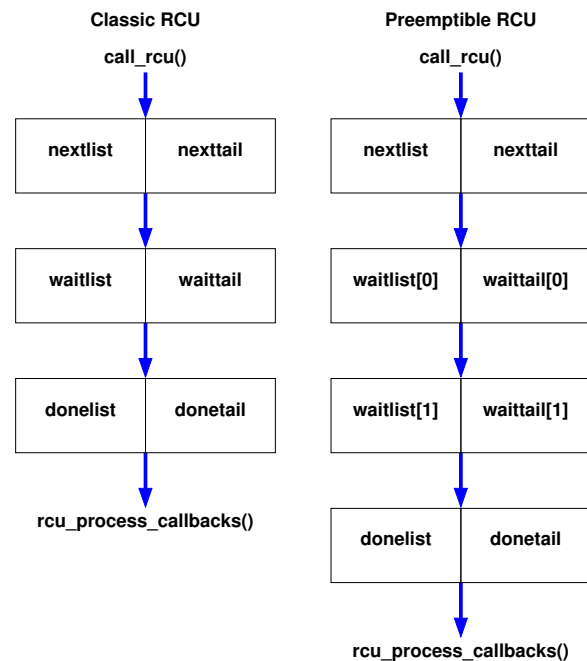 Classic RCU
call_rcu()
nextlist nexttail
waitlist waittail
donelist donetail
rcu_process_callbacks()
Preemptible RCU
call_rcu()
nextlist nexttail
waitlist[0] waittail[0]
waitlist[1] waittail[1]
donelist donetail
rcu_process_callbacks()